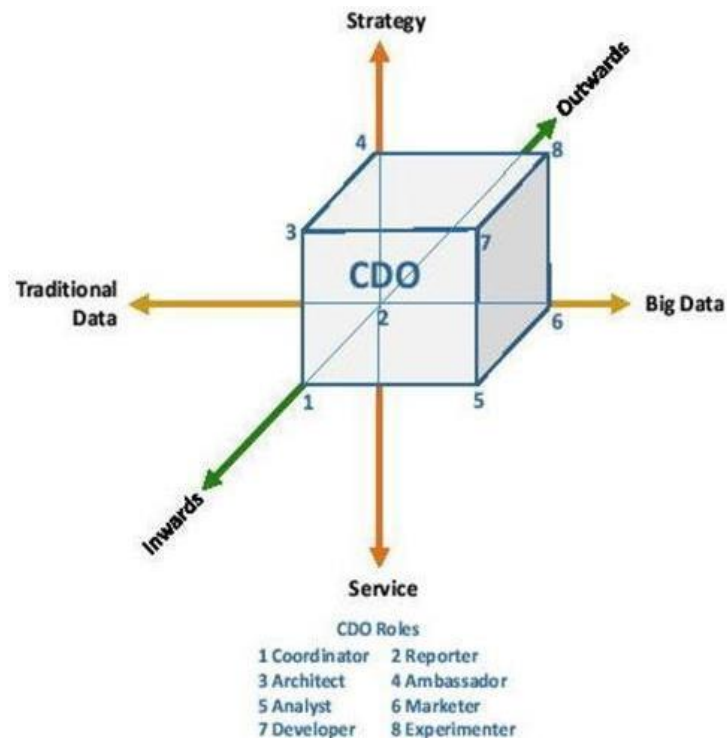 Strategy
Outwards
4
8
3
7
CDO
Traditional
Data
2
6
Big Data
1
5
Inwards
Service
CDO Roles
1 Coordinator 2 Reporter
3 Architect 4 Ambassador
5 Analyst 6 Marketer
7 Developer 8 Experimenter